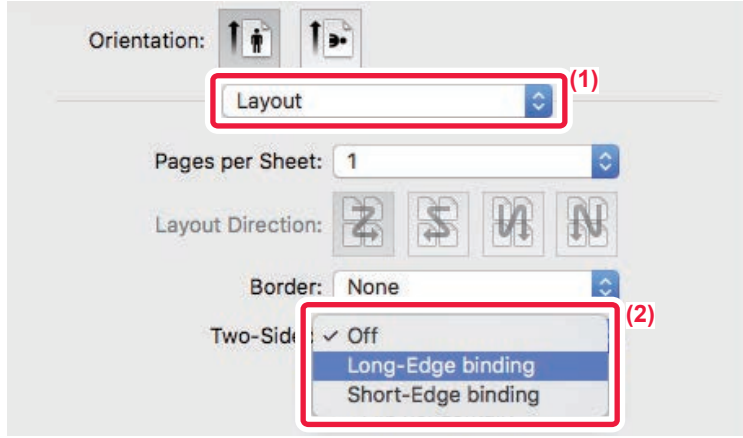 Orientation:
(1)
Layout
Pages per Sheet: 1
Layout Direction:
Border: None
(2)
Two-Side
✓ Off
Long-Edge binding
Short-Edge binding